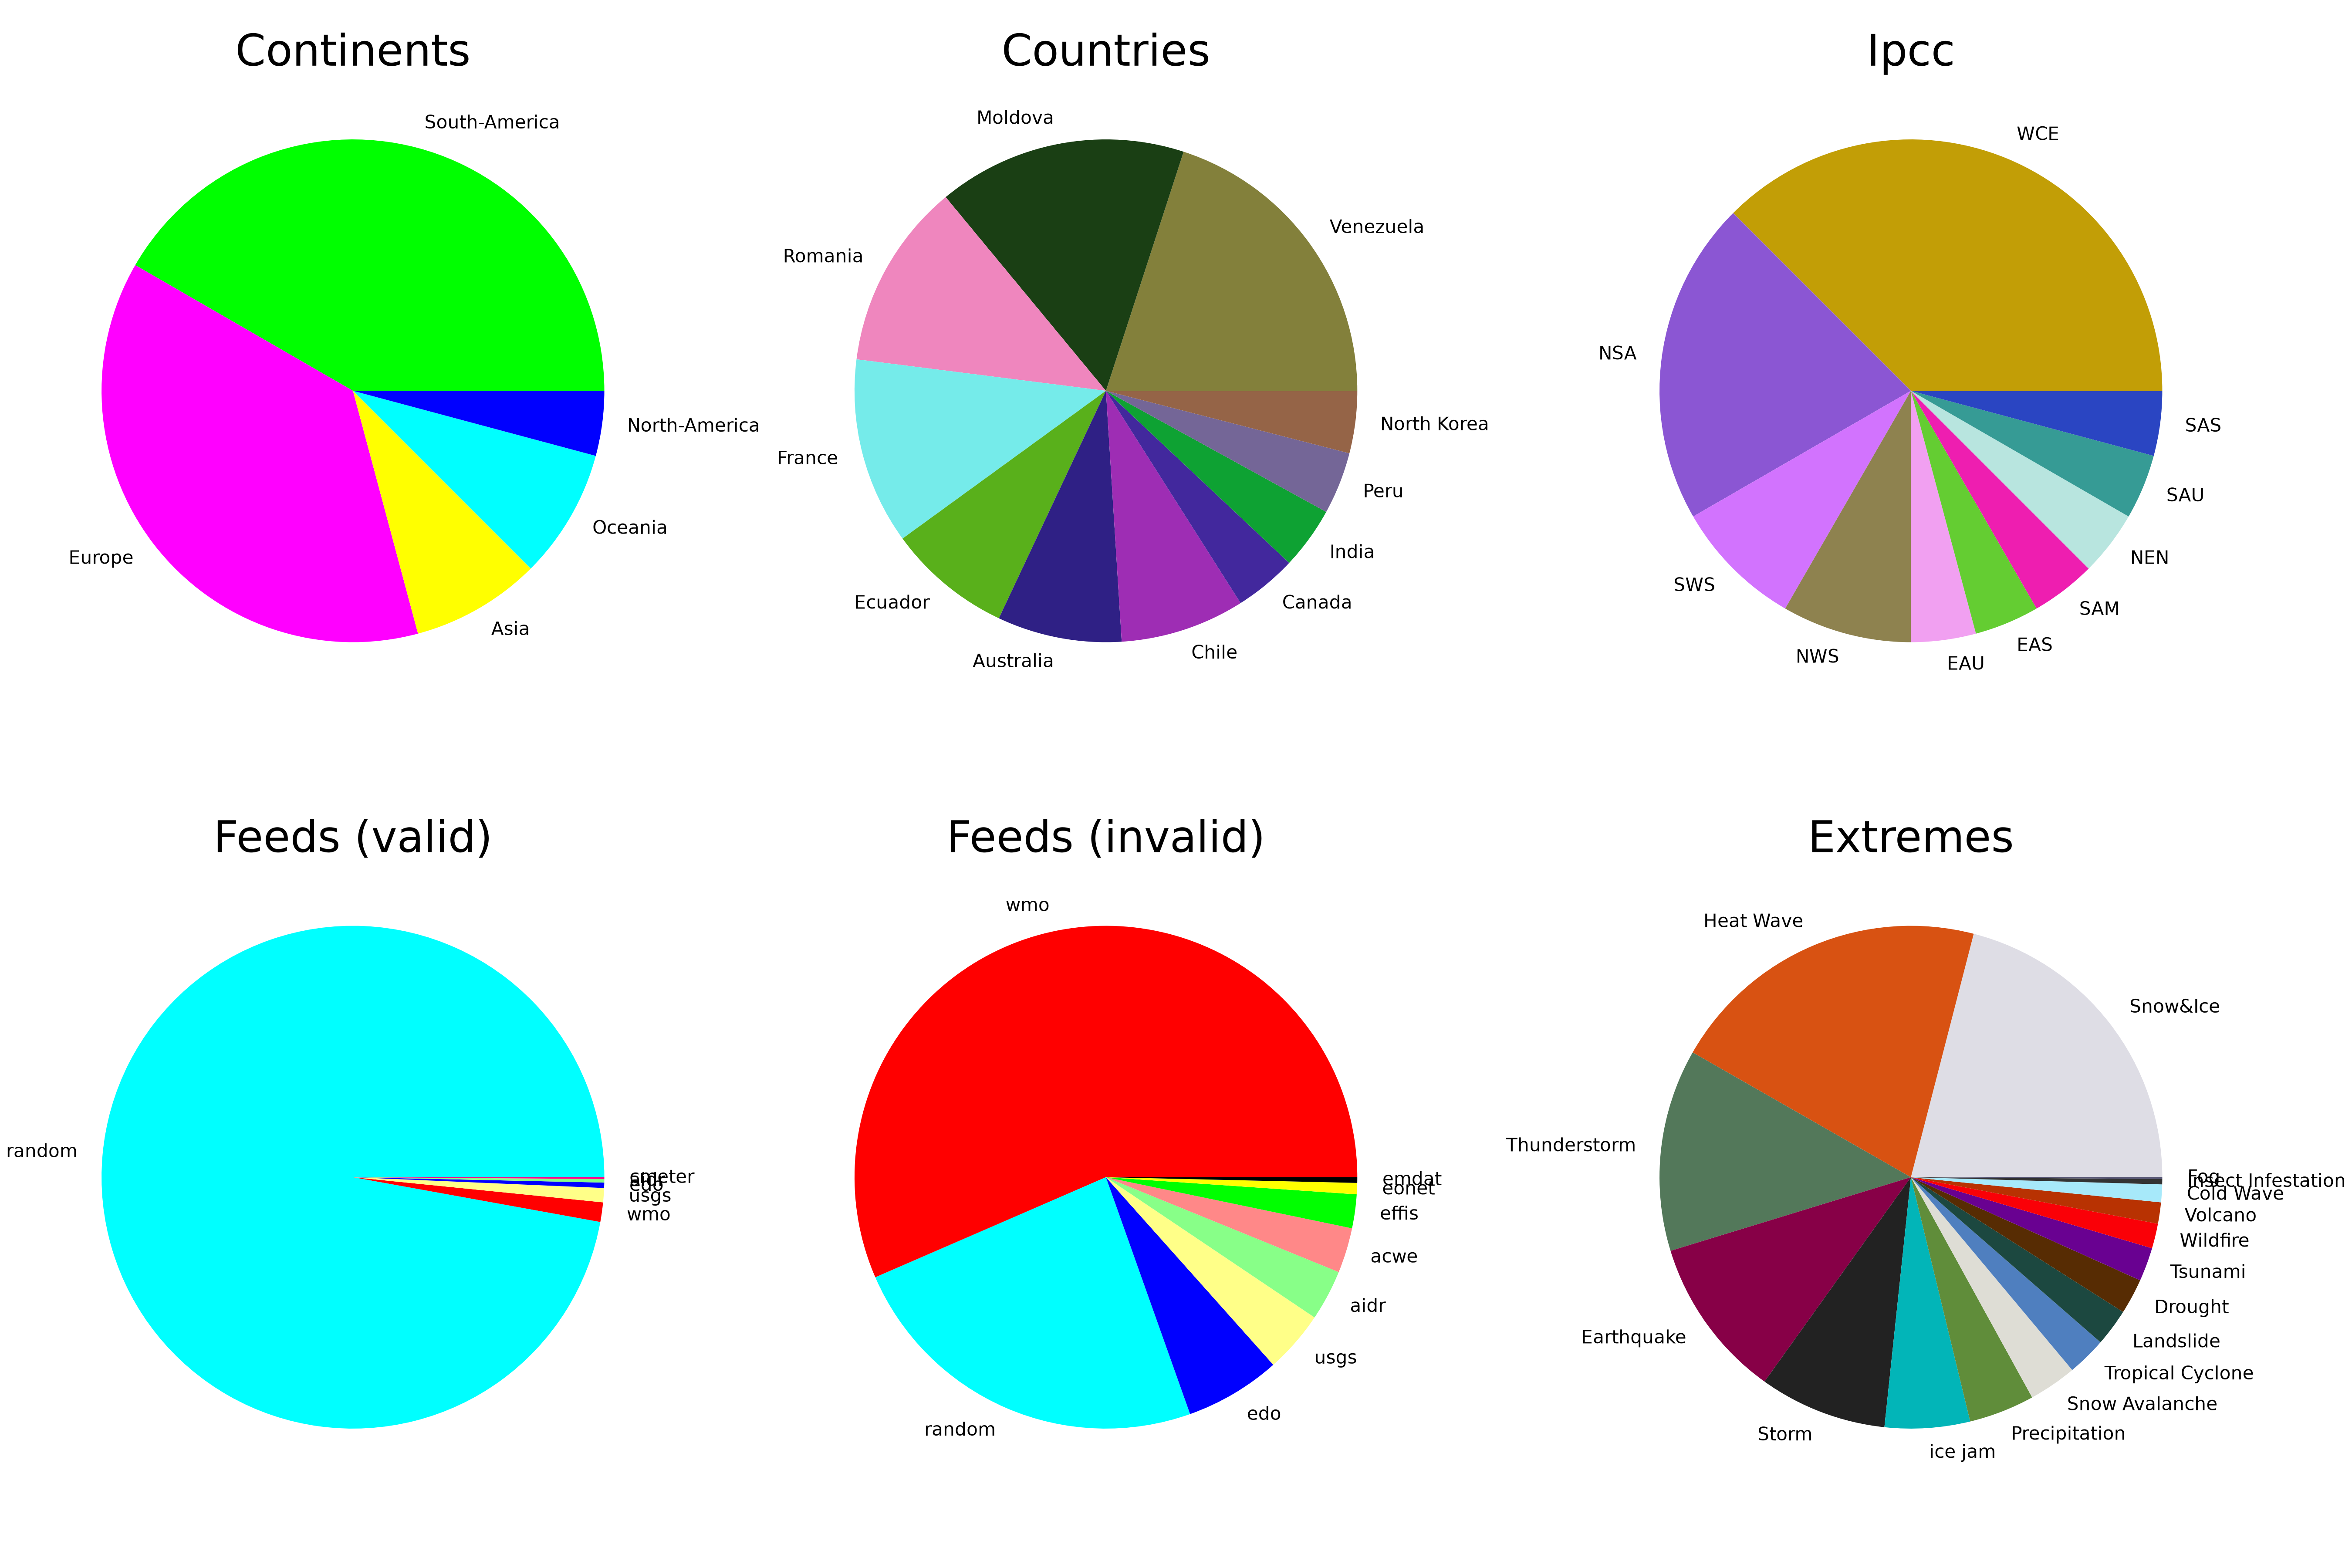 Continents
South-America
Europe
Asia
Oceania
North-America
Countries
Venezuela
Moldova
Romania
France
Ecuador
Australia
Chile
Canada
India
Peru
North Korea
Ipcc
WCE
NSA
SWS
NWS
EAU
EAS
SAM
NEN
SAU
SAS
Feeds (valid)
random
wmo
usgs
edo
Feeds (invalid)
wmo
random
edo
usgs
aidr
acwe
effis
eonet
emdat
Extremes
Snow&Ice
Heat Wave
Thunderstorm
Earthquake
Storm
ice jam
Precipitation
Snow Avalanche
Tropical Cyclone
Landslide
Drought
Tsunami
Wildfire
Volcano
Cold Wave
Insect Infestation
Fog